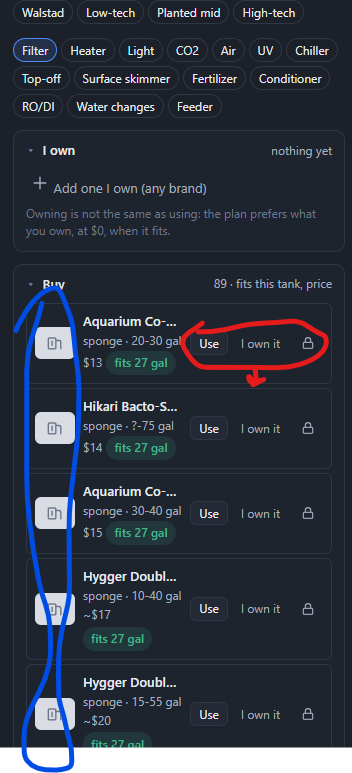 Walstad Low-tech Planted mid High-tech
Filter Heater Light CO2 Air UV Chiller
Top-off Surface skimmer Fertilizer Conditioner
RO/DI Water changes Feeder
I own nothing yet
+ Add one I own (any brand)
Owning is not the same as using: the plan prefers what
you own, at $0, when it fits.
Buy 89 · fits this tank, price
Aquarium Co-...
sponge · 20-30 gal Use I own it
$13 fits 27 gal
Hikari Bacto-S...
sponge · ?-75 gal Use I own it
$14 fits 27 gal
Aquarium Co-...
sponge · 30-40 gal Use I own it
$15 fits 27 gal
Hygger Doubl...
sponge · 10-40 gal Use I own it
~$17
fits 27 gal
Hygger Doubl...
sponge · 15-55 gal Use I own it
~$20
fits 27 gal